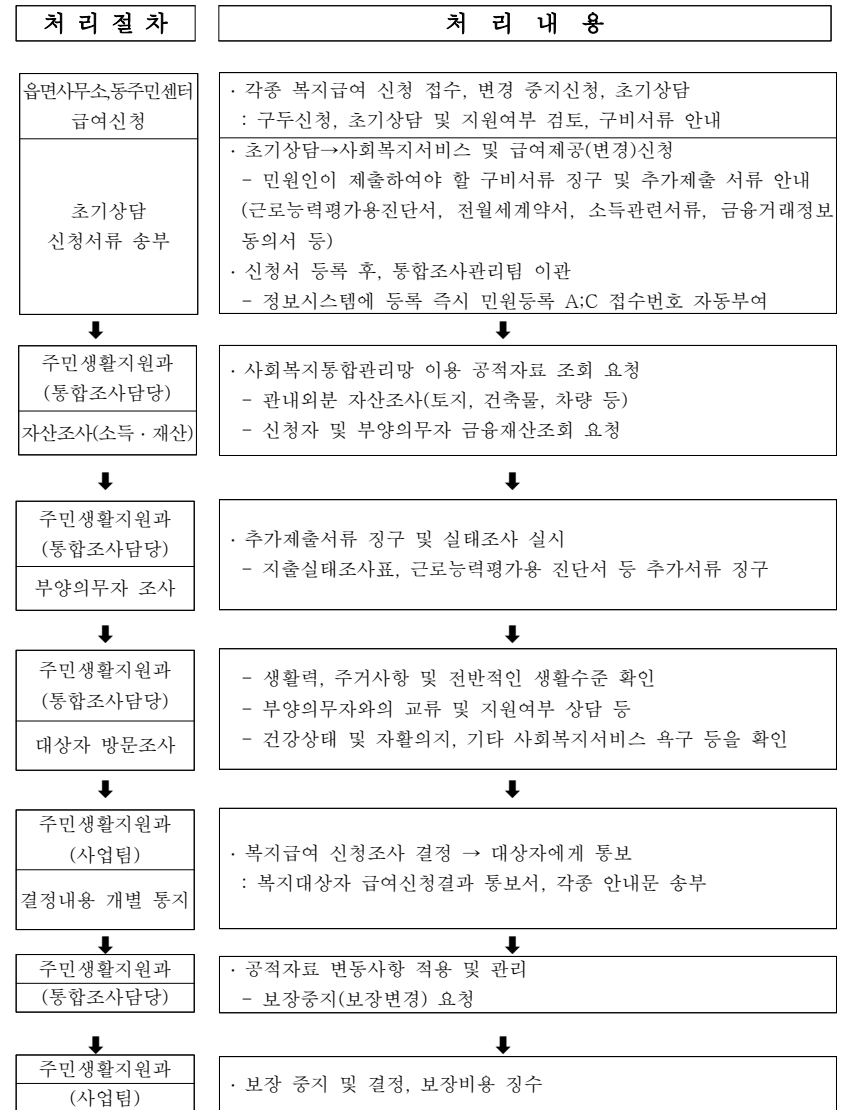 처 리 절 차
처 리 내 용
읍면사무소,동주민센터
급여신청
· 각종 복지급여 신청 접수, 변경 중지신청, 초기상담
: 구두신청, 초기상담 및 지원여부 검토, 구비서류 안내
초기상담
신청서류 송부
· 초기상담→사회복지서비스 및 급여제공(변경)신청
- 민원인이 제출하여야 할 구비서류 징구 및 추가제출 서류 안내
(근로능력평가용진단서, 전월세계약서, 소득관련서류, 금융거래정보
동의서 등)
· 신청서 등록 후, 통합조사관리팀 이관
- 정보시스템에 등록 즉시 민원등록 A;C 접수번호 자동부여
⬇ ⬇
주민생활지원과
(통합조사담당)
자산조사(소득 · 재산)
· 사회복지통합관리망 이용 공적자료 조회 요청
- 관내외분 자산조사(토지, 건축물, 차량 등)
- 신청자 및 부양의무자 금융재산조회 요청
⬇ ⬇
주민생활지원과
(통합조사담당)
부양의무자 조사
· 추가제출서류 징구 및 실태조사 실시
- 지출실태조사표, 근로능력평가용 진단서 등 추가서류 징구
⬇ ⬇
주민생활지원과
(통합조사담당)
대상자 방문조사
- 생활력, 주거사항 및 전반적인 생활수준 확인
- 부양의무자와의 교류 및 지원여부 상담 등
- 건강상태 및 자활의지, 기타 사회복지서비스 욕구 등을 확인
⬇ ⬇
주민생활지원과
(사업팀)
결정내용 개별 통지
· 복지급여 신청조사 결정 → 대상자에게 통보
: 복지대상자 급여신청결과 통보서, 각종 안내문 송부
⬇ ⬇
주민생활지원과
(통합조사담당)
· 공적자료 변동사항 적용 및 관리
- 보장중지(보장변경) 요청
⬇ ⬇
주민생활지원과
(사업팀)
· 보장 중지 및 결정, 보장비용 징수